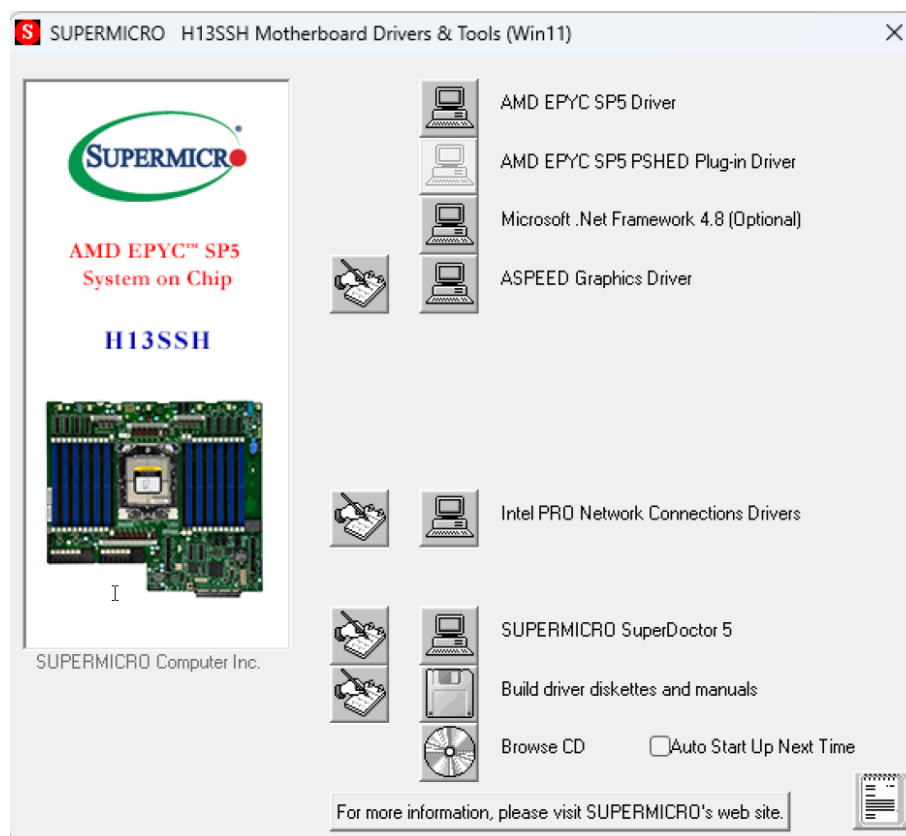 SUPERMICRO H13SSH Motherboard Drivers & Tools (Win11)
SUPERMICRO
AMD EPYC™ SP5
System on Chip
H13SSH
SUPERMICRO Computer Inc.
AMD EPYC SP5 Driver
AMD EPYC SP5 PSHED Plug-in Driver
Microsoft .Net Framework 4.8 (Optional)
ASPEED Graphics Driver
Intel PRO Network Connections Drivers
SUPERMICRO SuperDoctor 5
Build driver diskettes and manuals
Browse CD
Auto Start Up Next Time
For more information, please visit SUPERMICRO's web site.